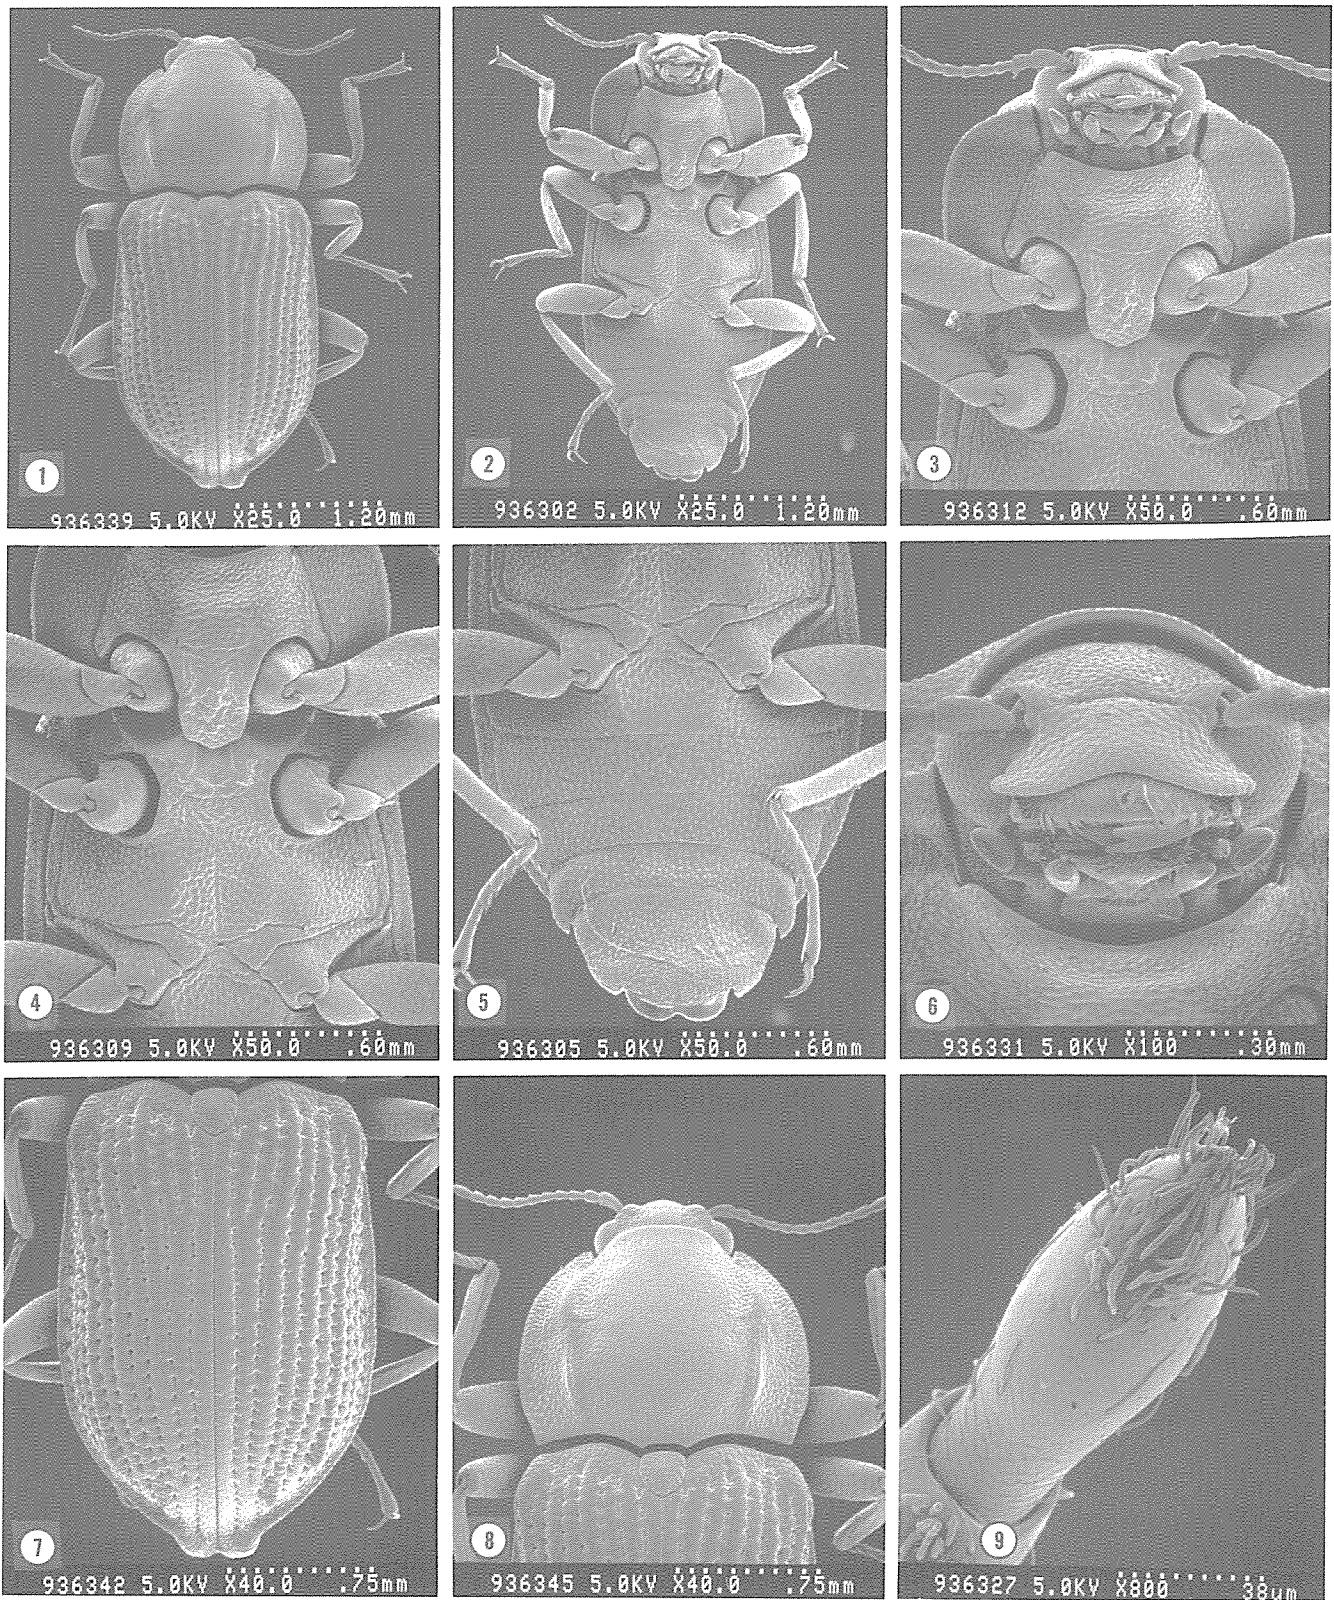 1
936339 5.0KV X25.0 1.20mm
2
936302 5.0KV X25.0 1.20mm
3
936312 5.0KV X50.0 .60mm
4
936309 5.0KV X50.0 .60mm
5
936305 5.0KV X50.0 .60mm
6
936331 5.0KV X100 .30mm
7
936342 5.0KV X40.0 .75mm
8
936345 5.0KV X40.0 .75mm
9
936327 5.0KV X800 38µm